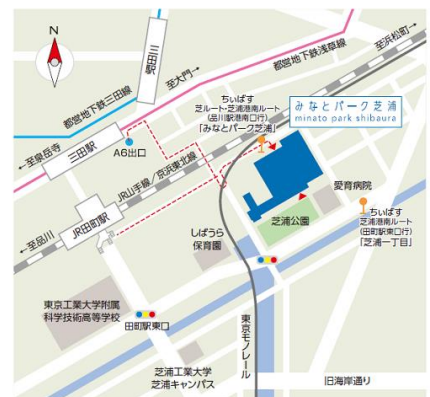 N
三田駅
都営地下鉄三田線
至大門→
都営地下鉄浅草線
至浜松町→
ちぃばす
芝ルート・芝浦港南ルート
(品川駅港南口行)
「みなとパーク芝浦」
みなとパーク芝浦
minato park shibaura
←至泉岳寺
三田駅
A6出口
JR山手線/京浜東北線
愛育病院
JR田町駅
←至品川
しばうら
保育園
芝浦公園
ちぃばす
芝浦港南ルート
(田町駅東口行)
「芝浦一丁目」
東京工業大学附属
科学技術高等学校
田町駅東口
東京モノレール
芝浦工業大学
芝浦キャンパス
旧海岸通り